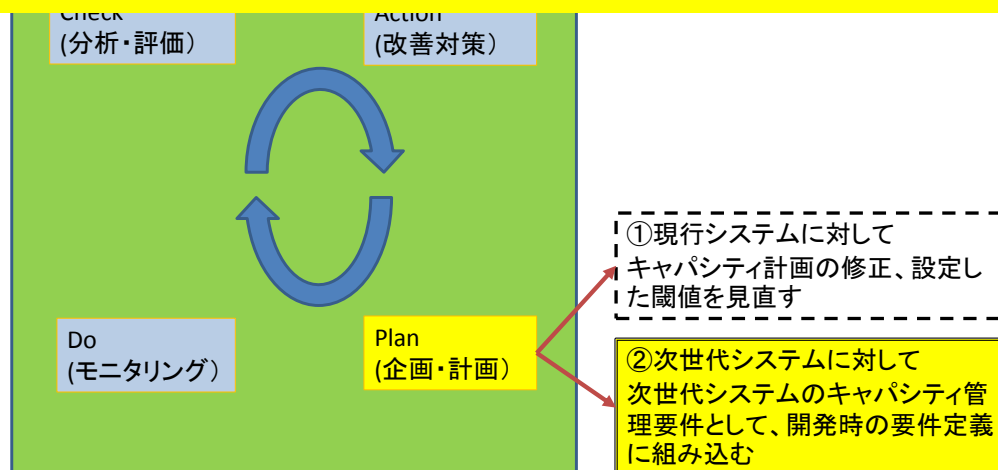 Check
(分析・評価）
Action
(改善対策）
①現行システムに対して
キャパシティ計画の修正、設定し
た閾値を見直す
Do
(モニタリング）
Plan
(企画・計画）
②次世代システムに対して
次世代システムのキャパシティ管
理要件として、開発時の要件定義
に組み込む